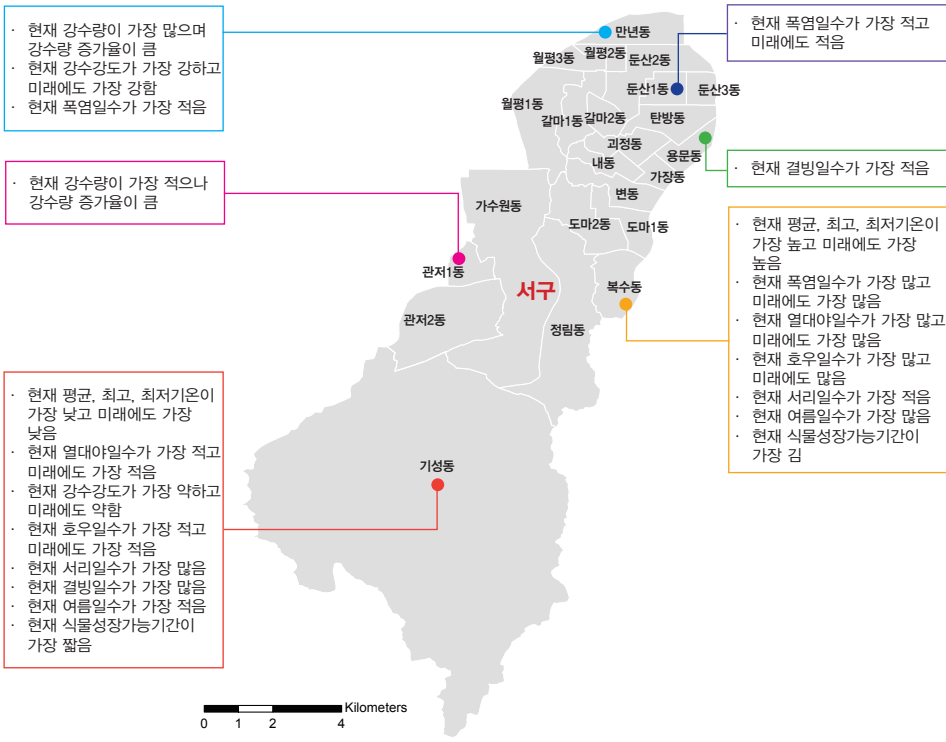 · 현재 강수량이 가장 많으며
강수량 증가율이 큼
· 현재 강수강도가 가장 강하고
미래에도 가장 강함
· 현재 폭염일수가 가장 적음
· 현재 폭염일수가 가장 적고
미래에도 적음
· 현재 강수량이 가장 적으나
강수량 증가율이 큼
· 현재 결빙일수가 가장 적음
· 현재 평균, 최고, 최저기온이
가장 높고 미래에도 가장
높음
· 현재 폭염일수가 가장 많고
미래에도 가장 많음
· 현재 열대야일수가 가장 많고
미래에도 가장 많음
· 현재 호우일수가 가장 많고
미래에도 많음
· 현재 서리일수가 가장 적음
· 현재 여름일수가 가장 많음
· 현재 식물성장가능기간이
가장 김
· 현재 평균, 최고, 최저기온이
가장 낮고 미래에도 가장
낮음
· 현재 열대야일수가 가장 적고
미래에도 가장 적음
· 현재 강수강도가 가장 약하고
미래에도 약함
· 현재 호우일수가 가장 적고
미래에도 가장 적음
· 현재 서리일수가 가장 많음
· 현재 결빙일수가 가장 많음
· 현재 여름일수가 가장 적음
· 현재 식물성장가능기간이
가장 짧음
만년동
월평3동 월평2동 둔산2동
둔산1동 둔산3동
월평1동
갈마1동 갈마2동 탄방동
괴정동 용문동
내동 가장동
변동
가수원동
도마2동 도마1동
관저1동
서구
복수동
관저2동
정림동
기성동
Kilometers
0 1 2 4